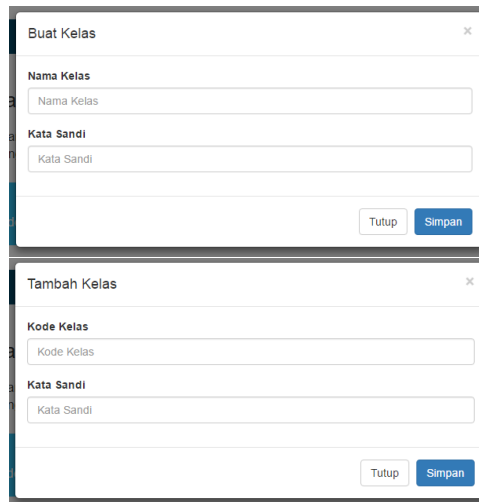 Buat Kelas
×
Nama Kelas
Nama Kelas
Kata Sandi
Kata Sandi
Tutup Simpan
Tambah Kelas
×
Kode Kelas
Kode Kelas
Kata Sandi
Kata Sandi
Tutup Simpan